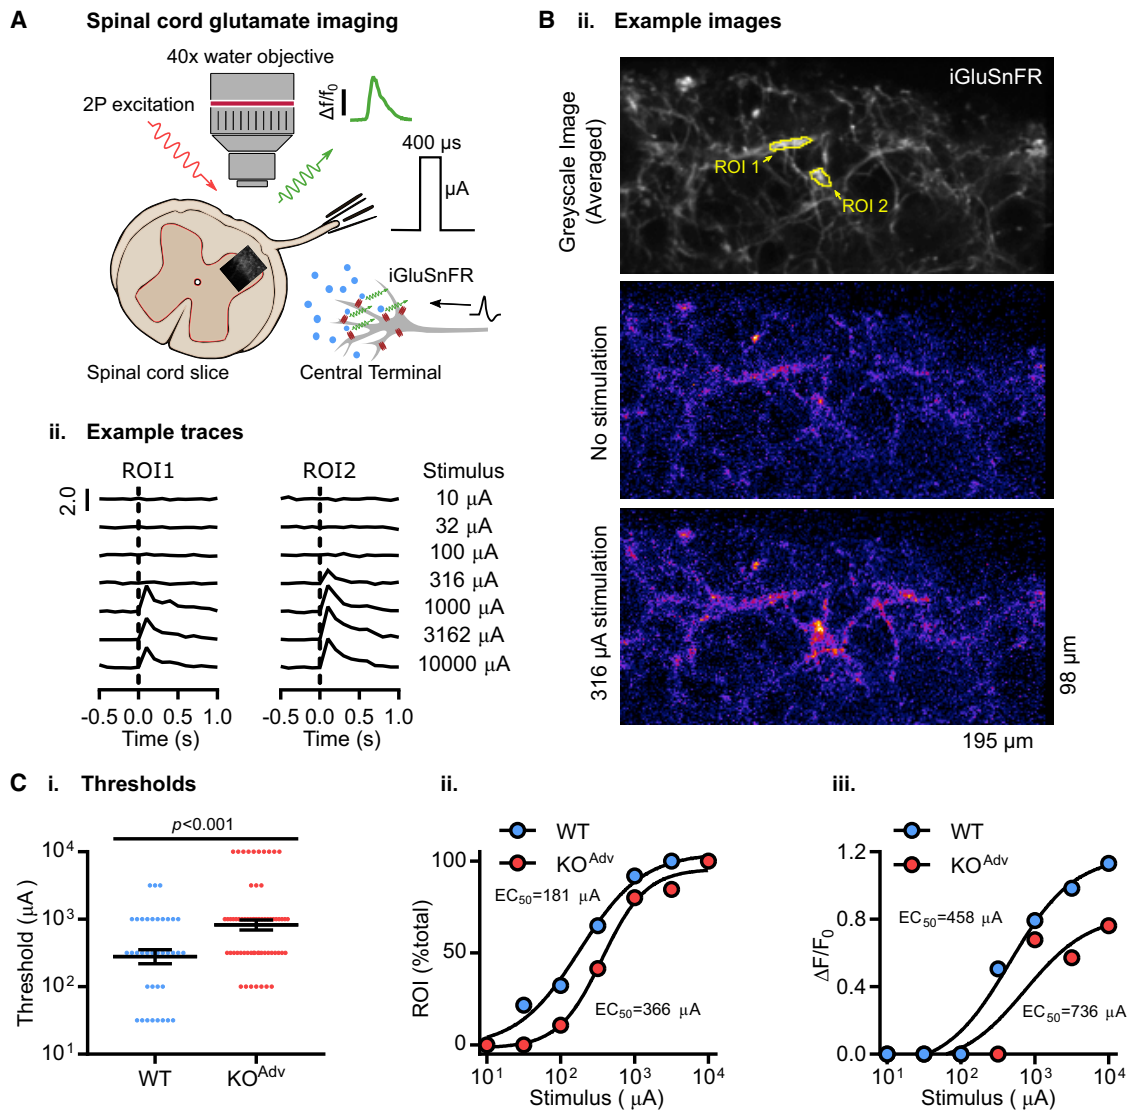 A Spinal cord glutamate imaging
40x water objective
2P excitation
Δf/f0
400 µs
µA
iGluSnFR
Spinal cord slice
Central Terminal
ii. Example traces
ROI1 ROI2 Stimulus
2.0
10 µA
32 µA
100 µA
316 µA
1000 µA
3162 µA
10000 µA
-0.5 0.0 0.5 1.0 -0.5 0.0 0.5 1.0
Time (s) Time (s)
B ii. Example images
Greyscale Image
(Averaged)
iGluSnFR
ROI 1
ROI 2
No stimulation
316 µA stimulation
98 µm
195 µm
C i. Thresholds
p<0.001
Threshold (µA )
10^4
10^3
10^2
10^1
WT KO^Adv
ii.
WT
KO^Adv
ROI (%total)
100
50
0
EC50=181 µA
EC50=366 µA
10^1 10^2 10^3 10^4
Stimulus ( µA)
iii.
WT
KO^Adv
ΔF/F0
1.2
0.8
0.4
0.0
EC50=458 µA
EC50=736 µA
10^1 10^2 10^3 10^4
Stimulus ( µA)